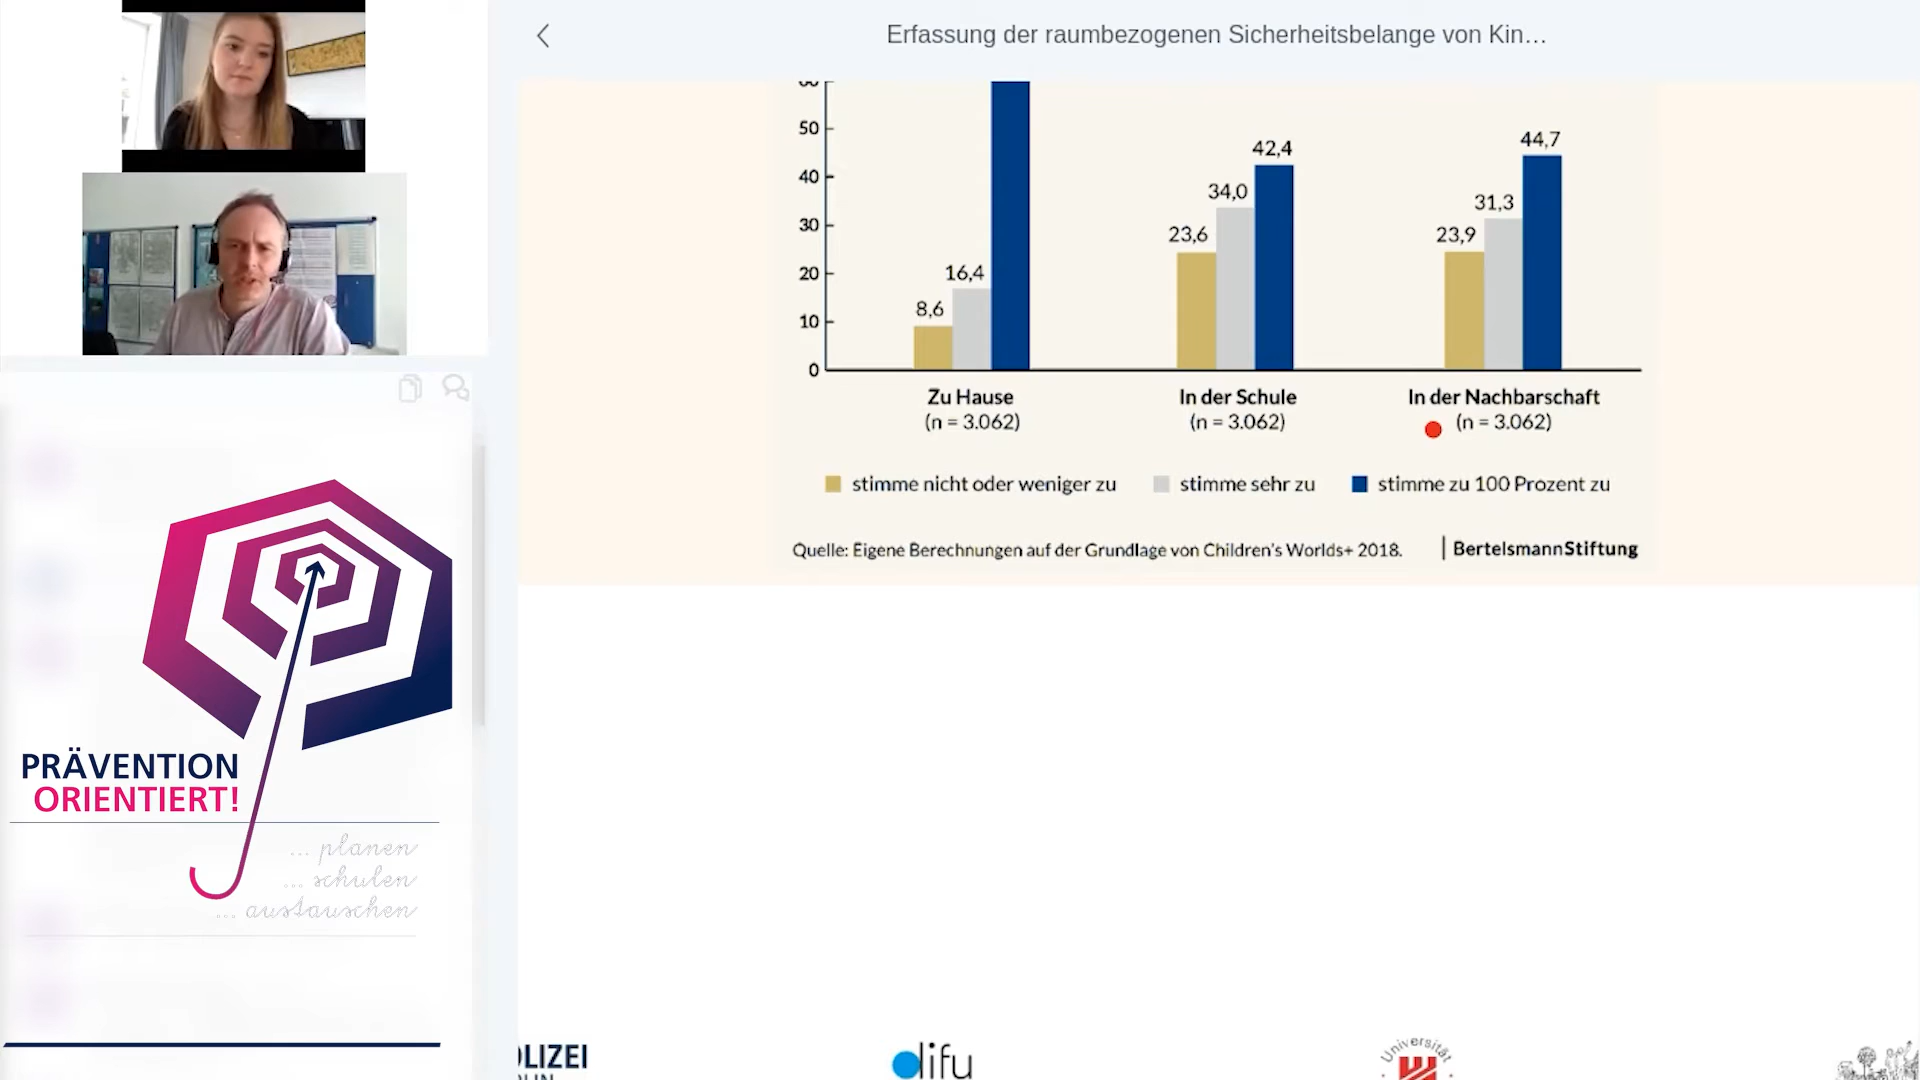 Erfassung der raumbezogenen Sicherheitsbelange von Kin...
50
40
30
20
10
0
8,6
16,4
23,6
34,0
42,4
23,9
31,3
44,7
Zu Hause
(n = 3.062)
In der Schule
(n = 3.062)
In der Nachbarschaft
(n = 3.062)
stimme nicht oder weniger zu
stimme sehr zu
stimme zu 100 Prozent zu
Quelle: Eigene Berechnungen auf der Grundlage von Children's Worlds+ 2018.
BertelsmannStiftung
PRÄVENTION
ORIENTIERT!
... planen
... schulen
... austauschen
LIZEI
difu
Universität